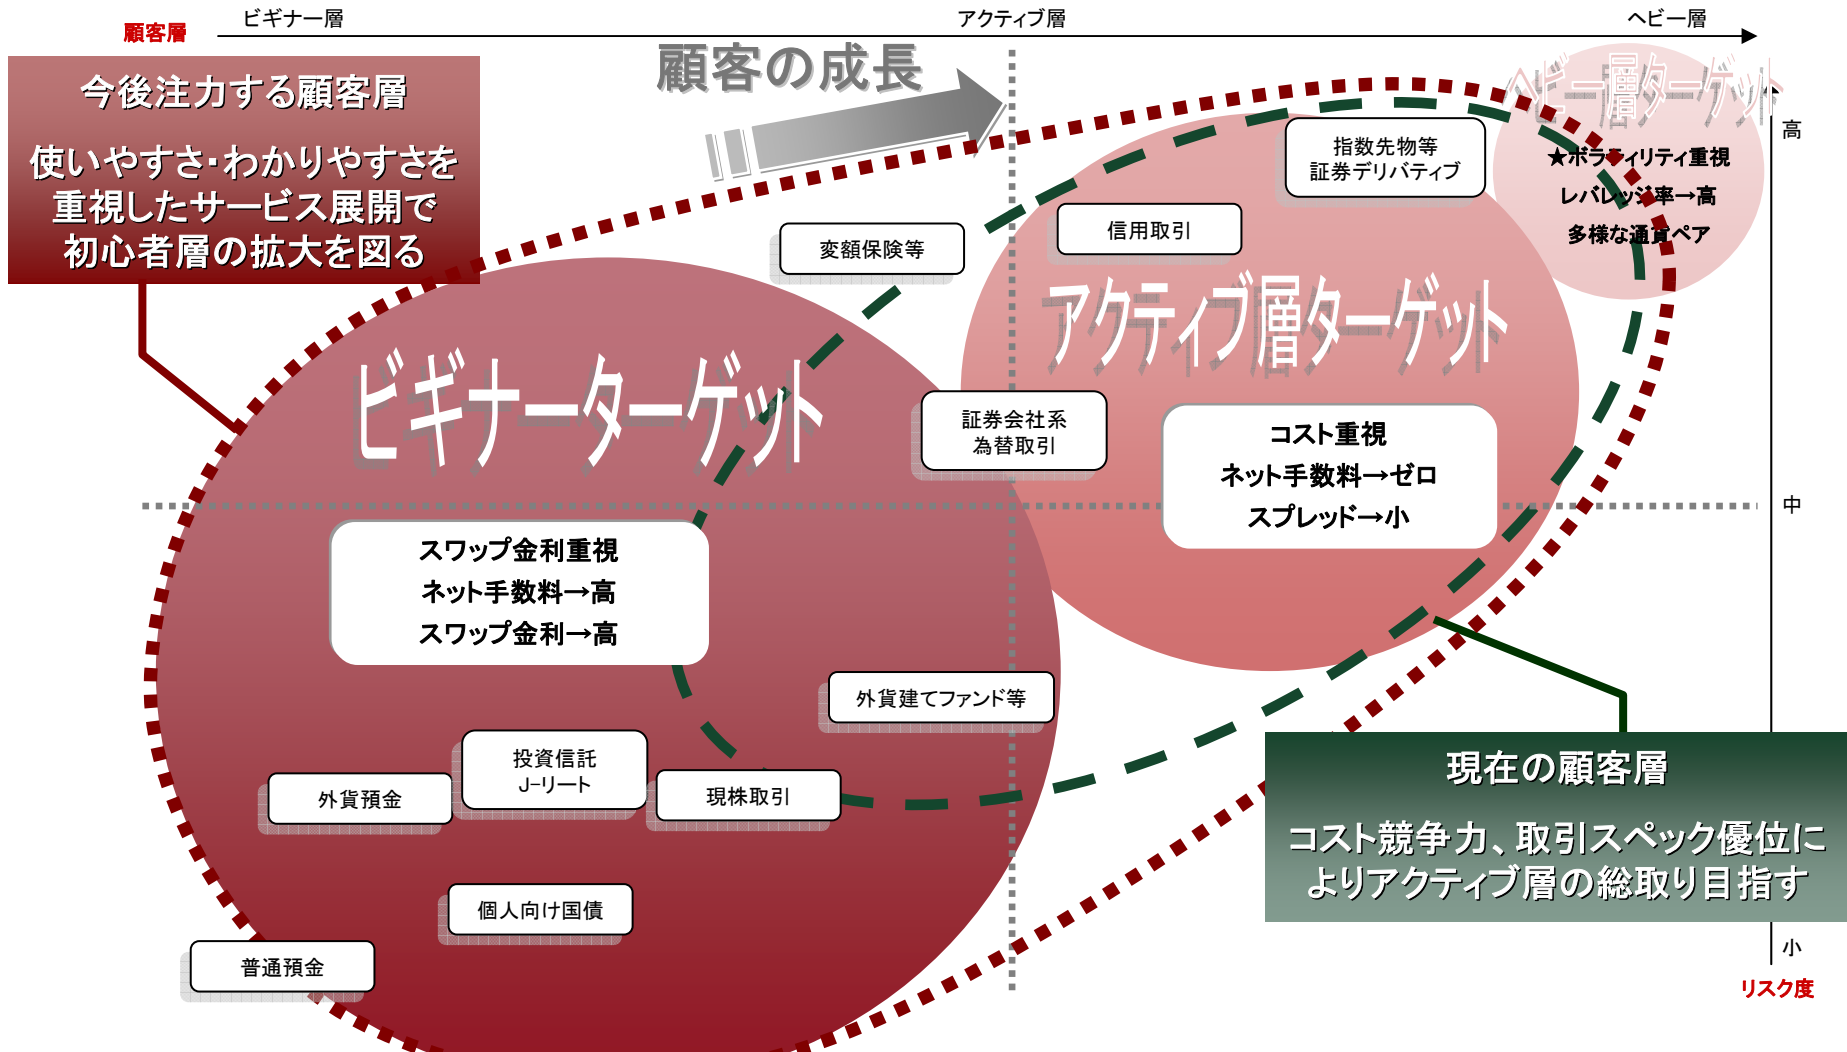 ビギナー層
アクティブ層
ヘビー層
顧客層
顧客の成長
今後注力する顧客層
使いやすさ・わかりやすさを
重視したサービス展開で
初心者層の拡大を図る
ヘビー層ターゲット
高
★ボラティリティ重視
レバレッジ率→高
多様な通貨ペア
指数先物等
証券デリバティブ
信用取引
変額保険等
アクティブ層ターゲット
ビギナーターゲット
証券会社系
為替取引
コスト重視
ネット手数料→ゼロ
スプレッド→小
中
スワップ金利重視
ネット手数料→高
スワップ金利→高
外貨建てファンド等
投資信託
J-リート
外貨預金
現株取引
現在の顧客層
コスト競争力、取引スペック優位に
よりアクティブ層の総取り目指す
個人向け国債
普通預金
小
リスク度